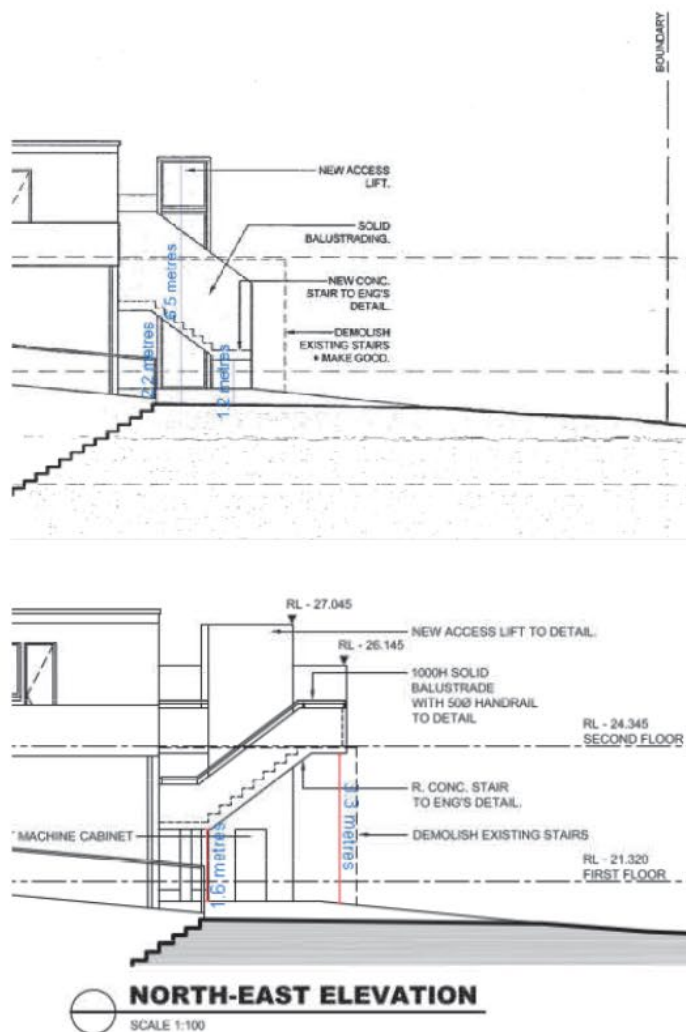 BOUNDARY
NEW ACCESS
LIFT.
SOLID
BALUSTRADING.
NEW CONC.
STAIR TO ENG'S
DETAIL.
DEMOLISH
EXISTING STAIRS
+ MAKE GOOD.
6.5 metres
2.2 metres
1.2 metres
RL - 27.045
NEW ACCESS LIFT TO DETAIL.
RL - 26.145
1000H SOLID
BALUSTRADE
WITH 50Ø HANDRAIL
TO DETAIL
RL - 24.345
SECOND FLOOR
R. CONC. STAIR
TO ENG'S DETAIL.
MACHINE CABINET
DEMOLISH EXISTING STAIRS
3.3 metres
1.6 metres
RL - 21.320
FIRST FLOOR
NORTH-EAST ELEVATION
SCALE 1:100